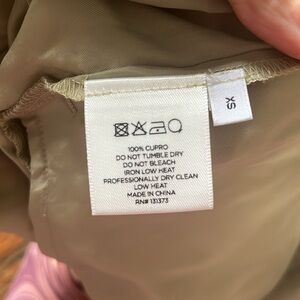 XS
100% CUPRO
DO NOT TUMBLE DRY
DO NOT BLEACH
IRON LOW HEAT
PROFESSIONALLY DRY CLEAN
LOW HEAT
MADE IN CHINA
RN# 131373